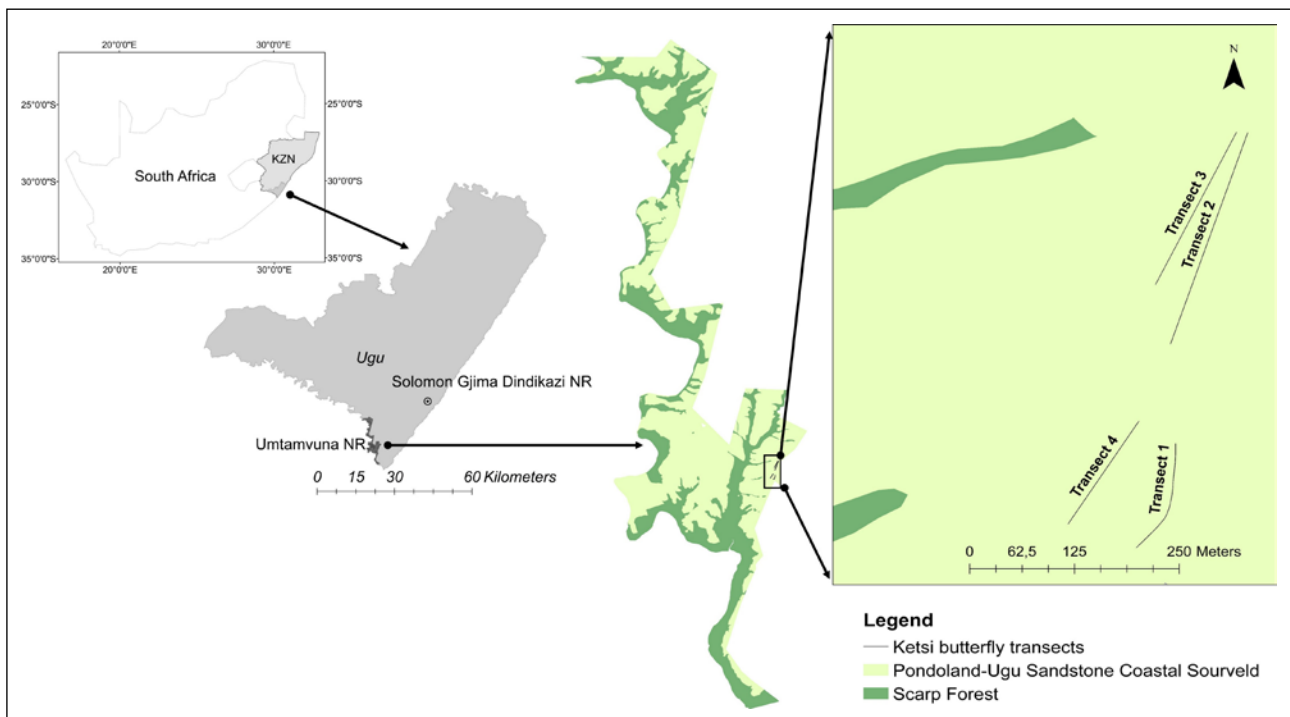 20°0'0"E
30°0'0"E
25°0'0"S
25°0'0"S
KZN
South Africa
30°0'0"S
30°0'0"S
35°0'0"S
35°0'0"S
20°0'0"E
30°0'0"E
Ugu
Solomon Gjima Dindikazi NR
Umtamvuna NR
0 15 30 60 Kilometers
N
Transect 3
Transect 2
Transect 4
Transect 1
0 62,5 125 250 Meters
Legend
Ketsi butterfly transects
Pondoland-Ugu Sandstone Coastal Sourveld
Scarp Forest